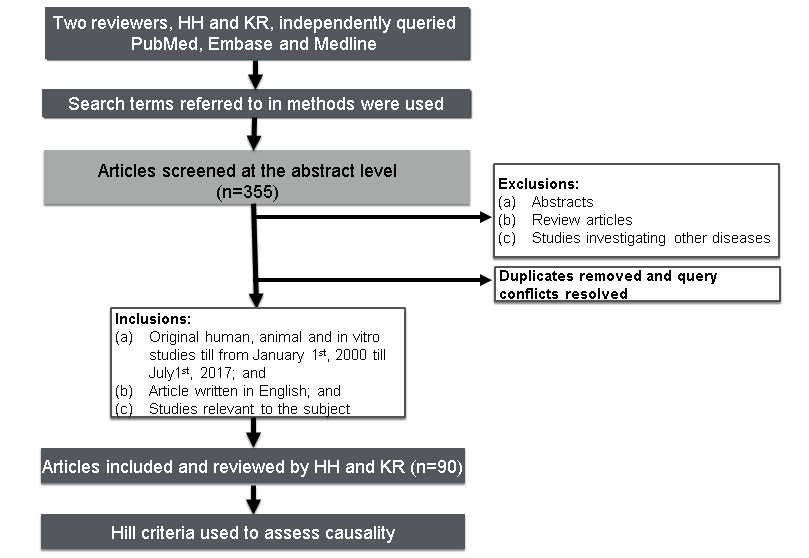 Two reviewers, HH and KR, independently queried
PubMed, Embase and Medline
Search terms referred to in methods were used
Articles screened at the abstract level
(n=355)
Exclusions:
(a) Abstracts
(b) Review articles
(c) Studies investigating other diseases
Duplicates removed and query
conflicts resolved
Inclusions:
(a) Original human, animal and in vitro
studies till from January 1st, 2000 till
July1st, 2017; and
(b) Article written in English; and
(c) Studies relevant to the subject
Articles included and reviewed by HH and KR (n=90)
Hill criteria used to assess causality